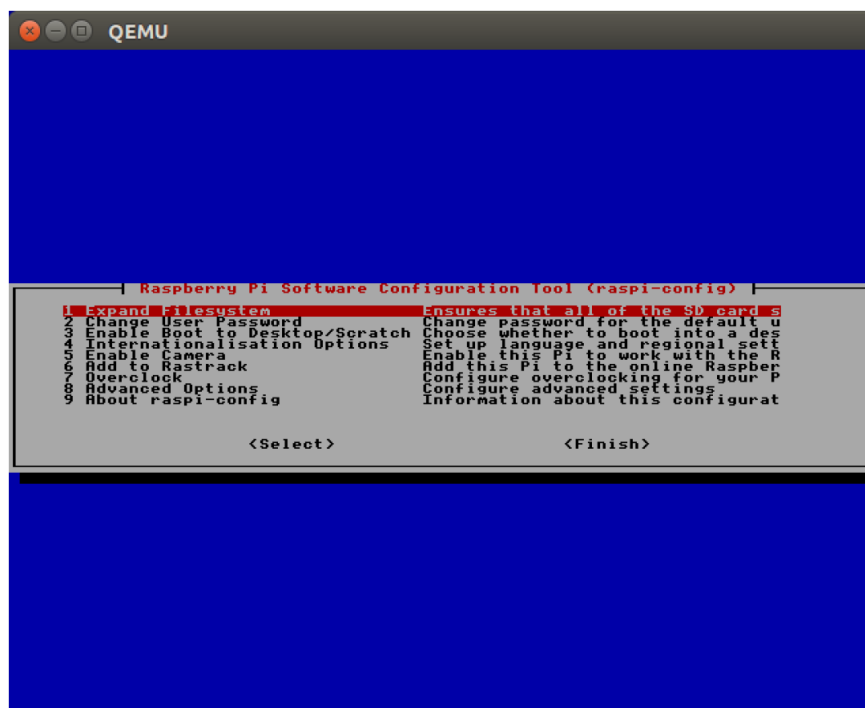 QEMU
Raspberry Pi Software Configuration Tool (raspi-config)
1 Expand Filesystem Ensures that all of the SD card s
2 Change User Password Change password for the default u
3 Enable Boot to Desktop/Scratch Choose whether to boot into a des
4 Internationalisation Options Set up language and regional sett
5 Enable Camera Enable this Pi to work with the R
6 Add to Rastrack Add this Pi to the online Raspber
7 Overclock Configure overclocking for your P
8 Advanced Options Configure advanced settings
9 About raspi-config Information about this configurat
<Select> <Finish>